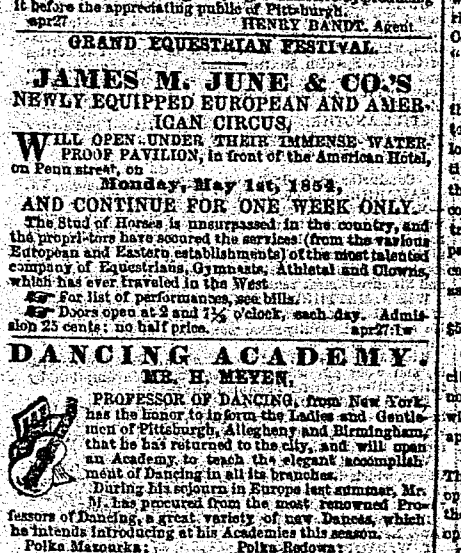 it before the appreciating public of Pittsburgh.
apr27 HENRY BANDT, Agent
GRAND EQUESTRIAN FESTIVAL.
JAMES M. JUNE & CO.'S
NEWLY EQUIPPED EUROPEAN AND AMER-
ICAN CIRCUS,
WILL OPEN UNDER THEIR IMMENSE WATER-
PROOF PAVILION, in front of the American Hotel,
on Penn street, on
Monday, May 1st, 1854,
AND CONTINUE FOR ONE WEEK ONLY.
The Stud of Horses is unsurpassed in the country, and
the propri-tors have scoured the services (from the various
European and Eastern establishments) of the most talented
company of Equestrians, Gymnasts, Athletal and Clowns,
which has ever traveled in the West
☞ For list of performances, see bills.
☞ Doors open at 2 and 7½ o'clock, each day. Admis-
sion 25 cents; no half price. apr27:1w
DANCING ACADEMY.
MR. H. MEYEN,
PROFESSOR OF DANCING, from New York,
has the honor to inform the Ladies and Gentle-
men of Pittsburgh, Allegheny and Birmingham,
that he has returned to the city, and will open
an Academy to teach the elegant accomplish
ment of Dancing in all its branches.
During his sojourn in Europe last summer, Mr.
M. has procured from the most renowned Pro-
fessors of Dancing, a great variety of new Dances, which
he intends introducing at his Academies this season.
Polka Mazourka; Polka Redowa;